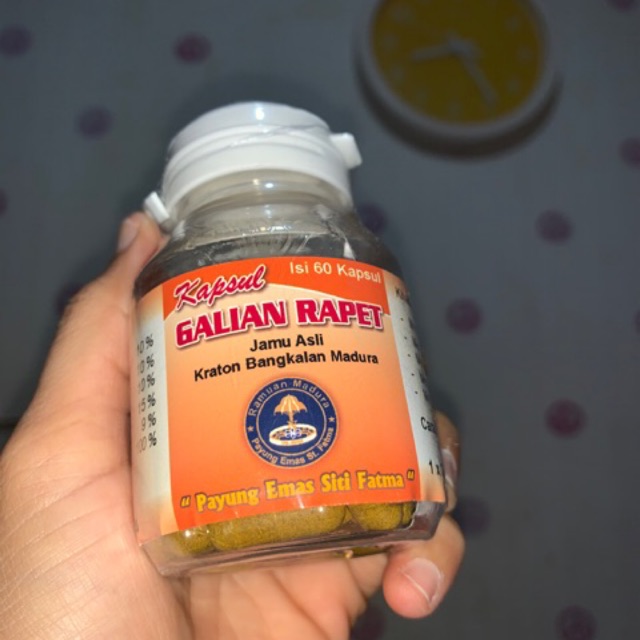 Kapsul
Isi 60 Kapsul
GALIAN RAPET
Jamu Asli
Kraton Bangkalan Madura
Ramuan Madura
Payung Emas St. Fatma
" Payung Emas Siti Fatma "